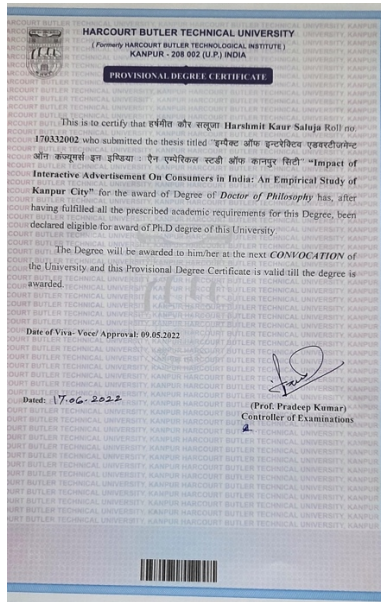 HARCOURT BUTLER TECHNICAL UNIVERSITY
( Formerly HARCOURT BUTLER TECHNOLOGICAL INSTITUTE )
KANPUR - 208 002 (U.P.) INDIA
PROVISIONAL DEGREE CERTIFICATE
This is to certify that हर्षमीत कौर सलूजा Harshmit Kaur Saluja Roll no.
170332002 who submitted the thesis titled "इम्पैक्ट ऑफ इन्टरेक्टिव एडवरटीजमेन्ट
ऑन कंज्यूमर्स इन इण्डिया : ऐन एम्पेरिकल स्टडी ऑफ कानपुर सिटी" "Impact of
Interactive Advertisement On Consumers in India: An Empirical Study of
Kanpur City" for the award of Degree of Doctor of Philosophy has, after
having fulfilled all the prescribed academic requirements for this Degree, been
declared eligible for award of Ph.D degree of this University.
The Degree will be awarded to him/her at the next CONVOCATION of
the University and this Provisional Degree Certificate is valid till the degree is
awarded.
Date of Viva- Voce/ Approval: 09.05.2022
Dated: 17-06-2022
(Prof. Pradeep Kumar)
Controller of Examinations